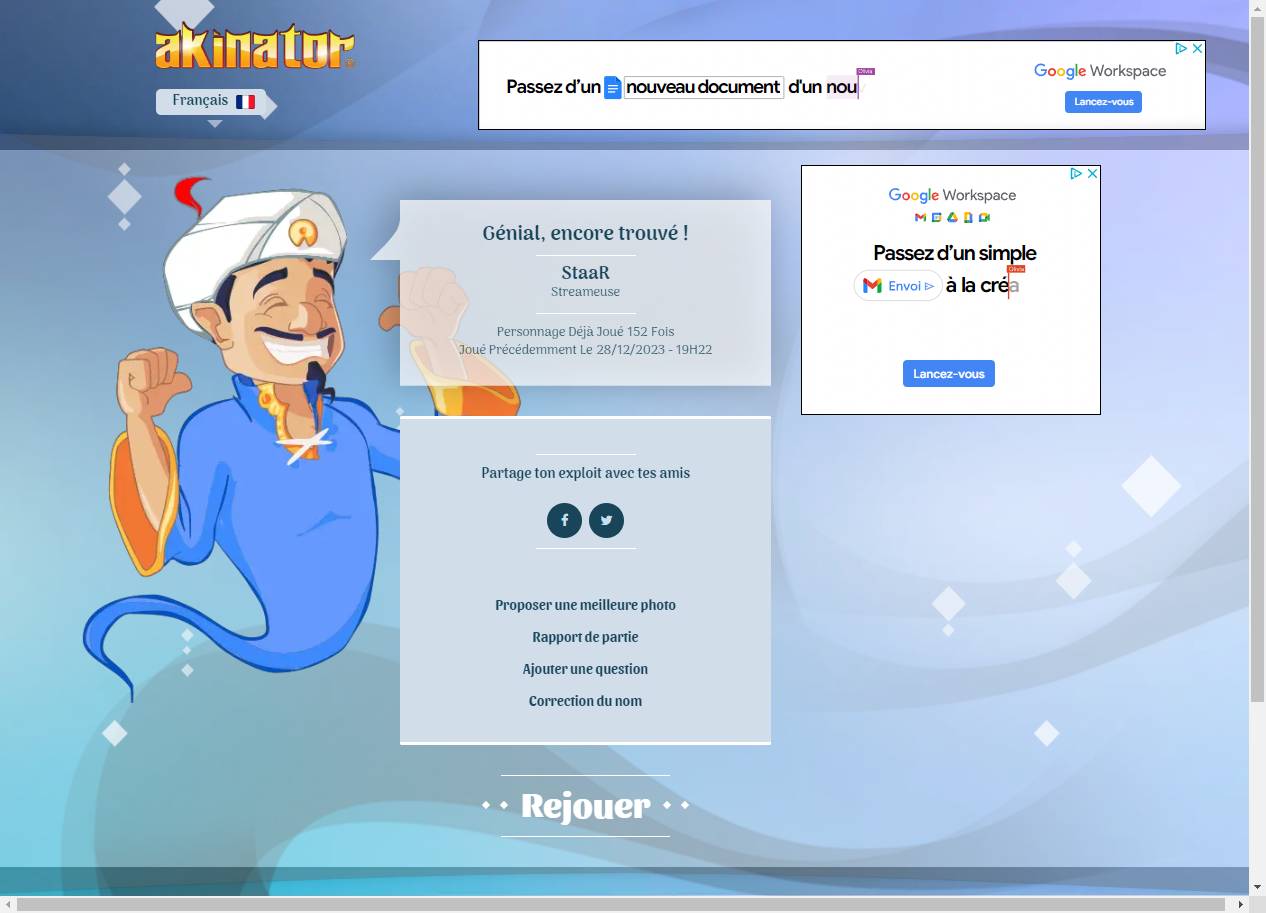 akinator
Français
Passez d’un nouveau document d'un nou
Olivia
Google Workspace
Lancez-vous
Génial, encore trouvé !
StaaR
Streameuse
Personnage Déjà Joué 152 Fois
Joué Précédemment Le 28/12/2023 - 19H22
Google Workspace
Passez d’un simple
Olivia
Envoi à la créa
Lancez-vous
Partage ton exploit avec tes amis
Proposer une meilleure photo
Rapport de partie
Ajouter une question
Correction du nom
Rejouer